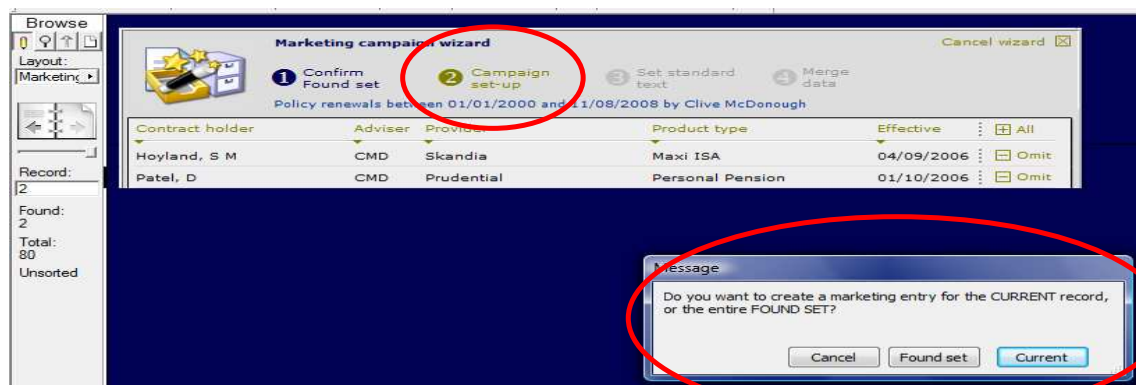 Browse
Layout:
Marketing
Record:
2
Found:
2
Total:
80
Unsorted
Marketing campaign wizard
Cancel wizard
1 Confirm Found set
2 Campaign set-up
3 Set standard text
4 Merge data
Policy renewals between 01/01/2000 and 11/08/2008 by Clive McDonough
Contract holder Adviser Provider Product type Effective All
Hoyland, S M CMD Skandia Maxi ISA 04/09/2006 Omit
Patel, D CMD Prudential Personal Pension 01/10/2006 Omit
Message
Do you want to create a marketing entry for the CURRENT record,
or the entire FOUND SET?
Cancel Found set Current